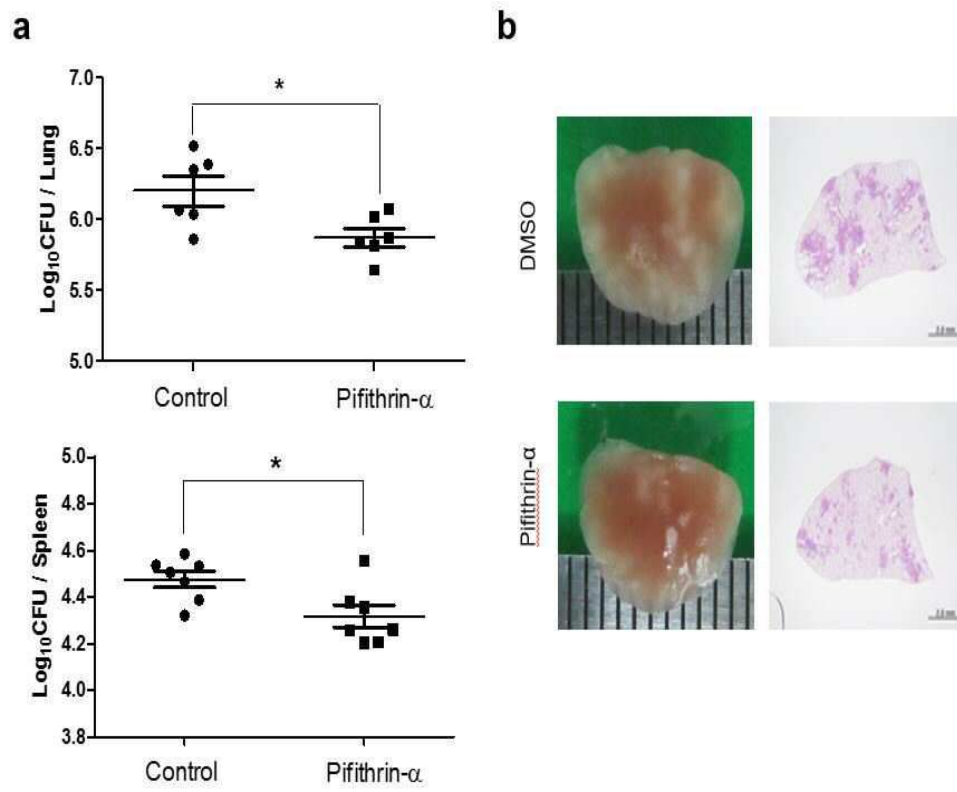 a
b
Log₁₀CFU / Lung
7.0
6.5
6.0
5.5
5.0
*
Control
Pifithrin-α
Log₁₀CFU / Spleen
5.0
4.8
4.6
4.4
4.2
4.0
3.8
*
Control
Pifithrin-α
DMSO
Pifithrin-α